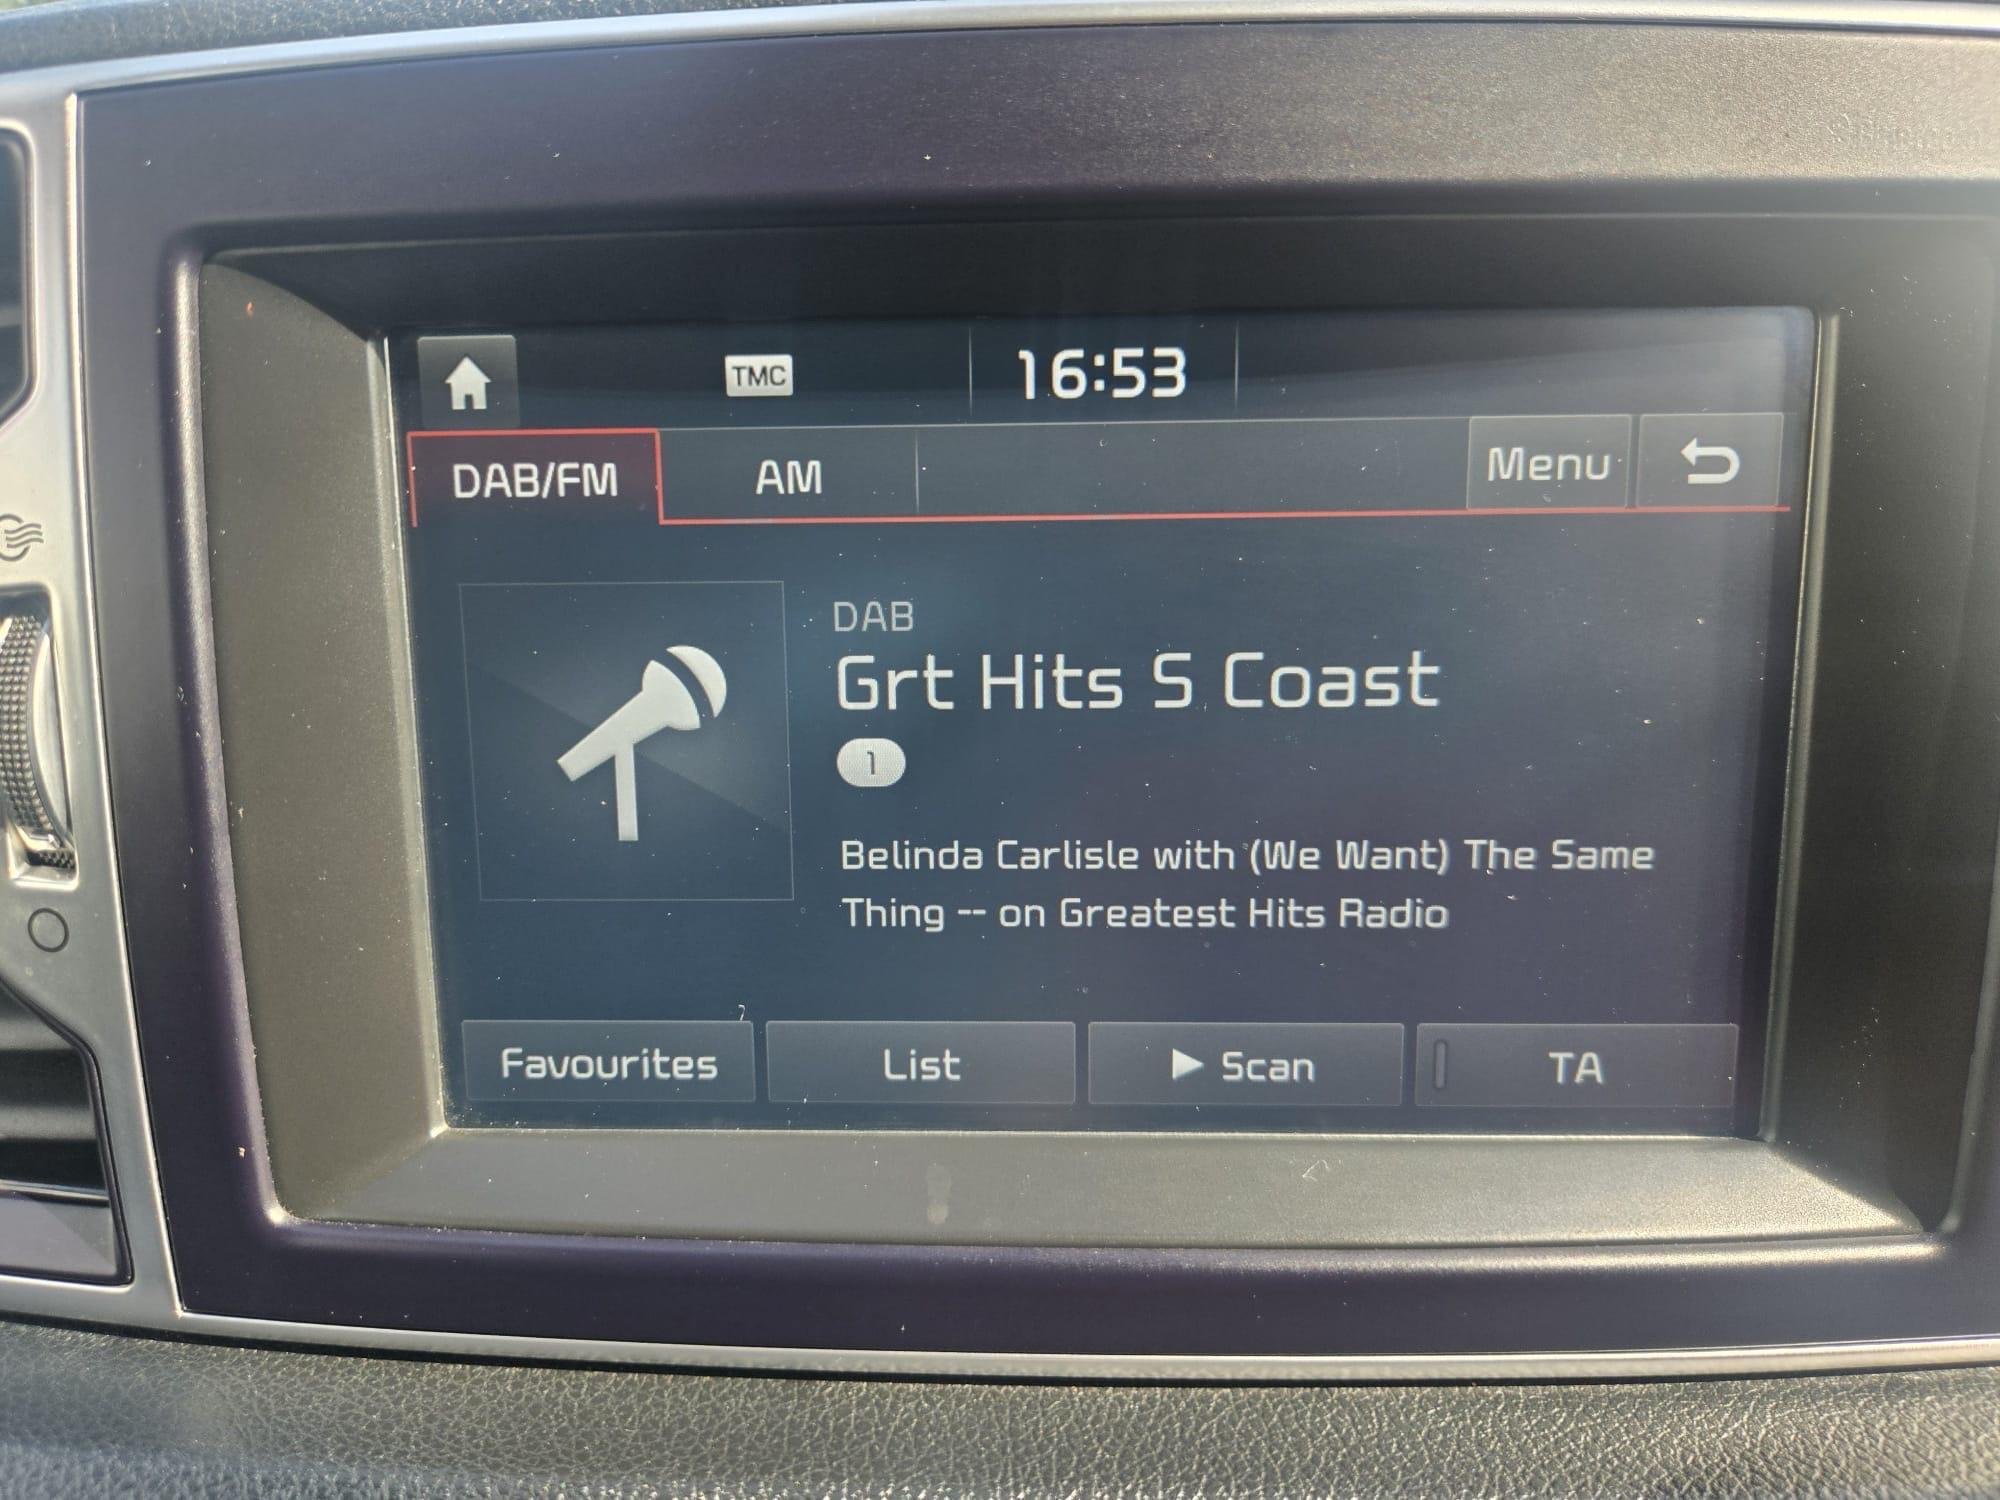 TMC
16:53
DAB/FM
AM
Menu
DAB
Grt Hits S Coast
1
Belinda Carlisle with (We Want) The Same
Thing -- on Greatest Hits Radio
Favourites
List
Scan
TA